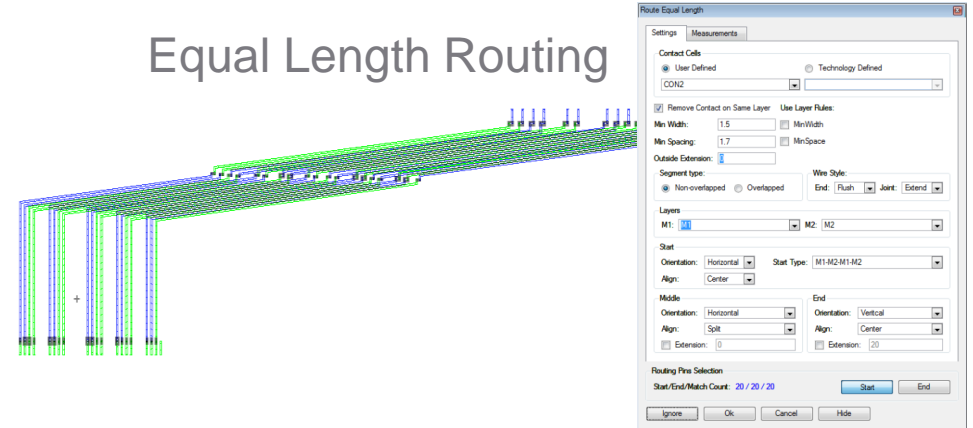 Equal Length Routing
Route Equal Length
Settings Measurements
Contact Cells
User Defined Technology Defined
CON2
Remove Contact on Same Layer Use Layer Rules:
Min Width: 1.5 MinWidth
Min Spacing: 1.7 MinSpace
Outside Extension: 0
Segment type: Wire Style:
Non-overlapped Overlapped End: Flush Joint: Extend
Layers
M1: M1 M2: M2
Start
Orientation: Horizontal Start Type: M1-M2-M1-M2
Align: Center
Middle End
Orientation: Horizontal Orientation: Vertical
Align: Split Align: Center
Extension: 0 Extension: 20
Routing Pins Selection
Start/End/Match Count: 20 / 20 / 20 Start End
Ignore Ok Cancel Hide